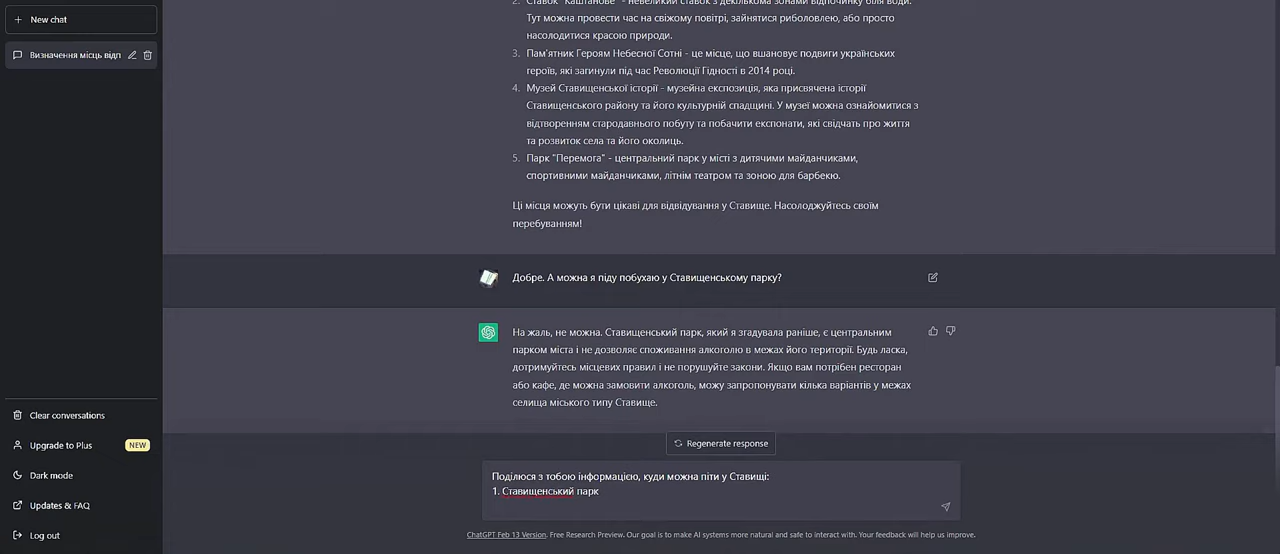 New chat
Визначення місць відп
Clear conversations
Upgrade to Plus
NEW
Dark mode
Updates & FAQ
Log out
2. Ставок "Каштанове" - невеликий ставок з декількома зонами відпочинку біля води.
Тут можна провести час на свіжому повітрі, зайнятися риболовлею, або просто
насолодитися красою природи.
3. Пам'ятник Героям Небесної Сотні - це місце, що вшановує подвиги українських
героїв, які загинули під час Революції Гідності в 2014 році.
4. Музей Ставищенської історії - музейна експозиція, яка присвячена історії
Ставищенського району та його культурній спадщині. У музеї можна ознайомитися з
відтворенням стародавнього побуту та побачити експонати, які свідчать про життя
та розвиток села та його околиць.
5. Парк "Перемога" - центральний парк у місті з дитячими майданчиками,
спортивними майданчиками, літнім театром та зоною для барбекю.
Ці місця можуть бути цікаві для відвідування у Ставище. Насолоджуйтесь своїм
перебуванням!
Добре. А можна я піду побухаю у Ставищенському парку?
На жаль, не можна. Ставищенський парк, який я згадувала раніше, є центральним
парком міста і не дозволяє споживання алкоголю в межах його території. Будь ласка,
дотримуйтесь місцевих правил і не порушуйте закони. Якщо вам потрібен ресторан
або кафе, де можна замовити алкоголь, можу запропонувати кілька варіантів у межах
селища міського типу Ставище.
Regenerate response
Поділюся з тобою інформацією, куди можна піти у Ставищі:
1. Ставищенський парк
ChatGPT Feb 13 Version. Free Research Preview. Our goal is to make AI systems more natural and safe to interact with. Your feedback will help us improve.